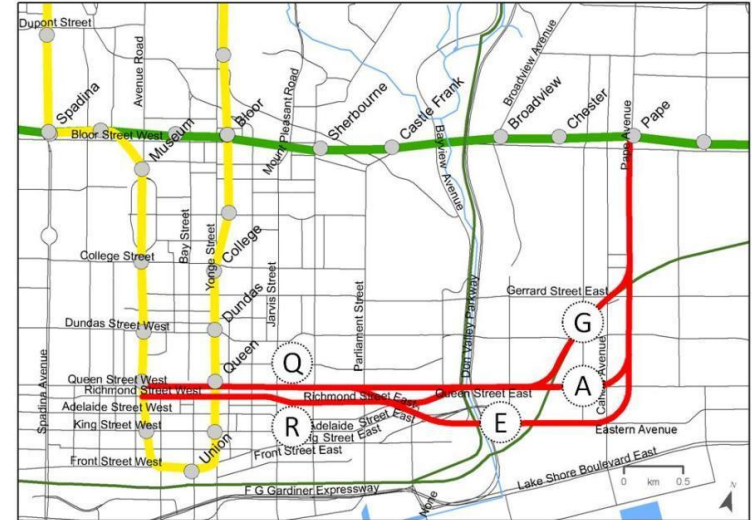 Dupont Street
Avenue Road
Broadview Avenue
Spadina
Bloor
Mount Pleasant Road
Sherbourne
Castle Frank
Broadview
Chester
Pape
Bloor Street West
Museum
Bayview Avenue
Pape Avenue
Bay Street
Yonge Street
College Street
College
Jarvis Street
Parliament Street
Don Valley Parkway
Gerrard Street East
Dundas Street West
Dundas
G
Queen
Q
Queen Street West
Richmond Street West
Richmond Street East
Queen Street East
A
Avenue
Spadina Avenue
Adelaide Street West
King Street West
R
Adelaide Street East
Street East
E
Eastern Avenue
Union
Front Street East
Front Street West
F G Gardiner Expressway
None
Lake Shore Boulevard East
0 0.5
km
N